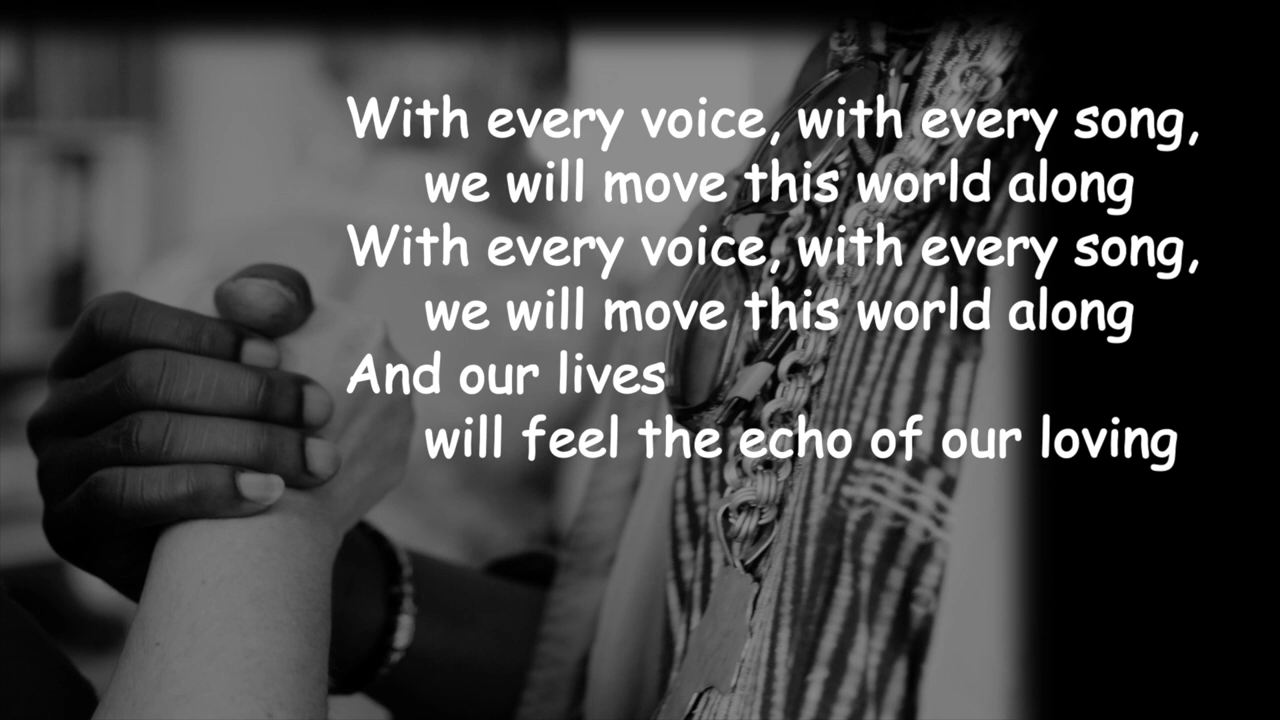 With every voice, with every song,
we will move this world along
With every voice, with every song,
we will move this world along
And our lives
will feel the echo of our loving